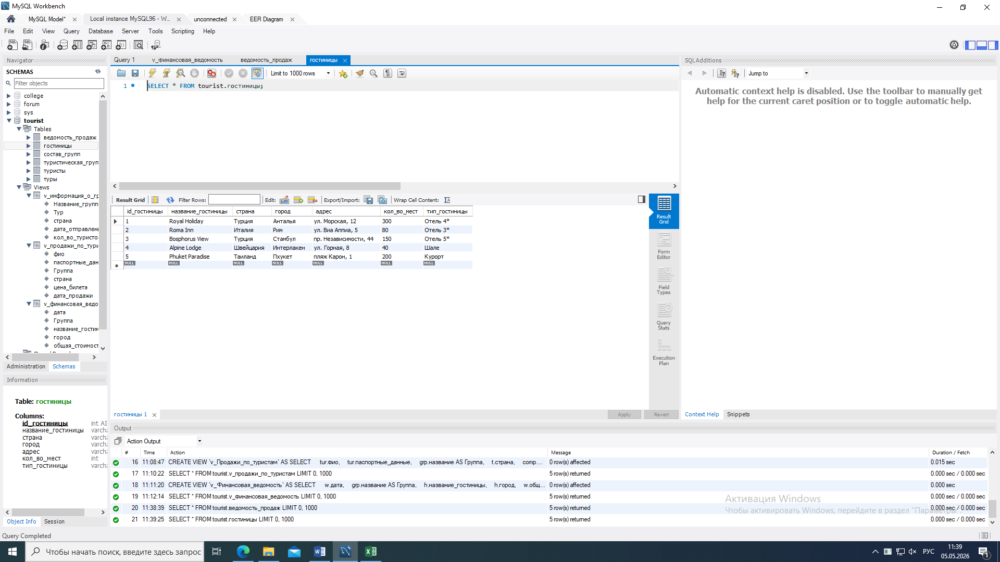 MySQL Workbench
MySQL Model*
Local instance MySQL96 - W...
unconnected
EER Diagram
File Edit View Query Database Server Tools Scripting Help
Navigator
SCHEMAS
Filter objects
college
forum
sys
tourist
Tables
ведомость_продаж
гостиницы
состав_групп
туристическая_груп
туристы
туры
Views
v_информация_о_гр
Название_групп
Тур
страна
дата_отправлен
кол_во_туристо
v_продажи_по_тури
фио
паспортные_дан
Группа
страна
цена_билета
дата_продажи
v_финансовая_ведо
дата
Группа
название_гостин
город
общая_стоимост
Administration Schemas
Information
Table: гостиницы
Columns:
id_гостиницы int AI
название_гостиницы varcha
страна varcha
город varcha
адрес varcha
кол_во_мест int
тип_гостиницы varcha
Object Info Session
Query Completed
Query 1 v_финансовая_ведомость ведомость_продаж гостиницы
Limit to 1000 rows
1 SELECT * FROM tourist.гостиницы;
Result Grid Filter Rows: Edit: Export/Import: Wrap Cell Content:
id_гостиницы название_гостиницы страна город адрес кол_во_мест тип_гостиницы
1 Royal Holiday Турция Анталья ул. Морская, 12 300 Отель 4*
2 Roma Inn Италия Рим ул. Виа Аппиа, 5 80 Отель 3*
3 Bosphorus View Турция Стамбул пр. Независимости, 44 150 Отель 5*
4 Alpine Lodge Швейцария Интерлакен ул. Горная, 8 40 Шале
5 Phuket Paradise Таиланд Пхукет пляж Карон, 1 200 Курорт
NULL NULL NULL NULL NULL NULL NULL
Result Grid
Form Editor
Field Types
Query Stats
Execution Plan
гостиницы 1
Apply Revert
SQLAdditions
Jump to
Automatic context help is disabled. Use the toolbar to manually get
help for the current caret position or to toggle automatic help.
Context Help Snippets
Output
Action Output
# Time Action Message Duration / Fetch
16 11:08:47 CREATE VIEW `v_Продажи_по_туристам` AS SELECT tur.фио, tur.паспортные_данные, grp.название AS Группа, t.страна, comp.... 0 row(s) affected 0.015 sec
17 11:10:22 SELECT * FROM tourist.v_продажи_по_туристам LIMIT 0, 1000 5 row(s) returned 0.000 sec / 0.000 sec
18 11:11:20 CREATE VIEW `v_Финансовая_ведомость` AS SELECT w.дата, grp.название AS Группа, h.название_гостиницы, h.город, w.общ... 0 row(s) affected 0.000 sec
19 11:12:14 SELECT * FROM tourist.v_финансовая_ведомость LIMIT 0, 1000 5 row(s) returned 0.000 sec / 0.000 sec
20 11:38:39 SELECT * FROM tourist.ведомость_продаж LIMIT 0, 1000 5 row(s) returned 0.000 sec / 0.000 sec
21 11:39:25 SELECT * FROM tourist.гостиницы LIMIT 0, 1000 5 row(s) returned 0.000 sec / 0.000 sec
Активация Windows
Чтобы активировать Windows, перейдите в раздел "Параметры".
Чтобы начать поиск, введите здесь запрос
РУС
11:39
05.05.2026
1